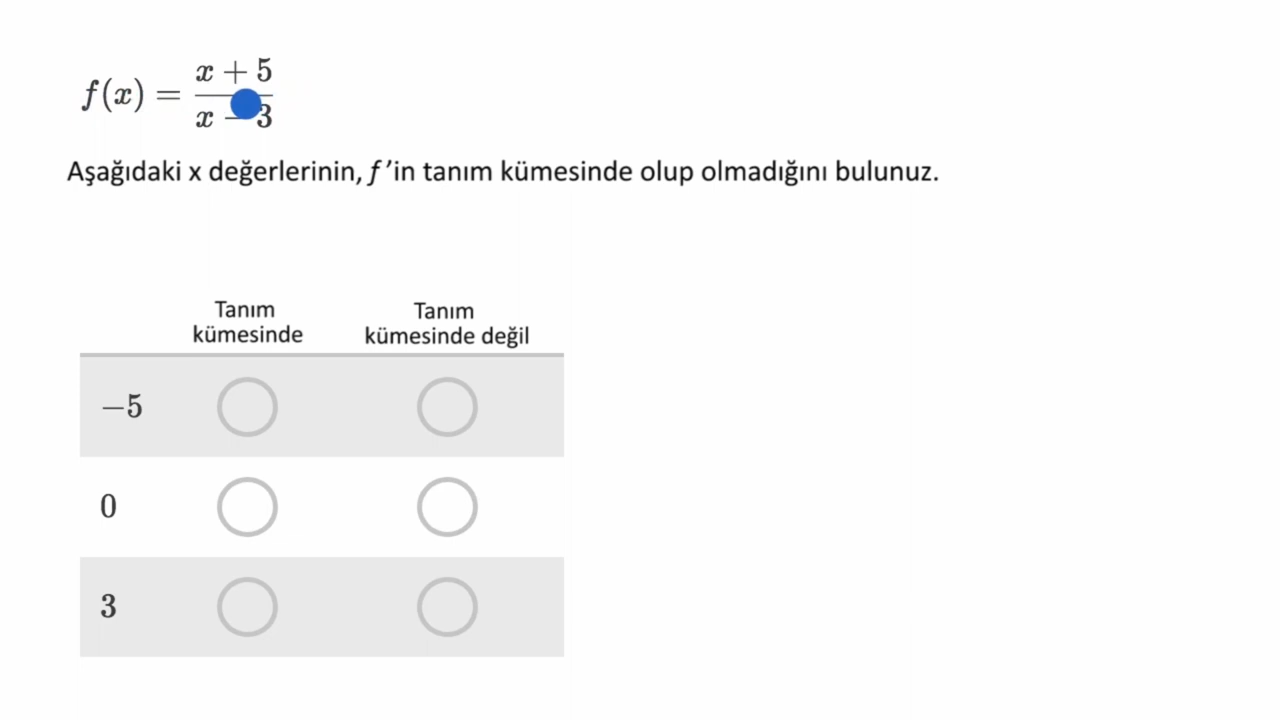 f(x) = x + 5
x − 3
Aşağıdaki x değerlerinin, f'in tanım kümesinde olup olmadığını bulunuz.
Tanım kümesinde
Tanım kümesinde değil
−5
0
3